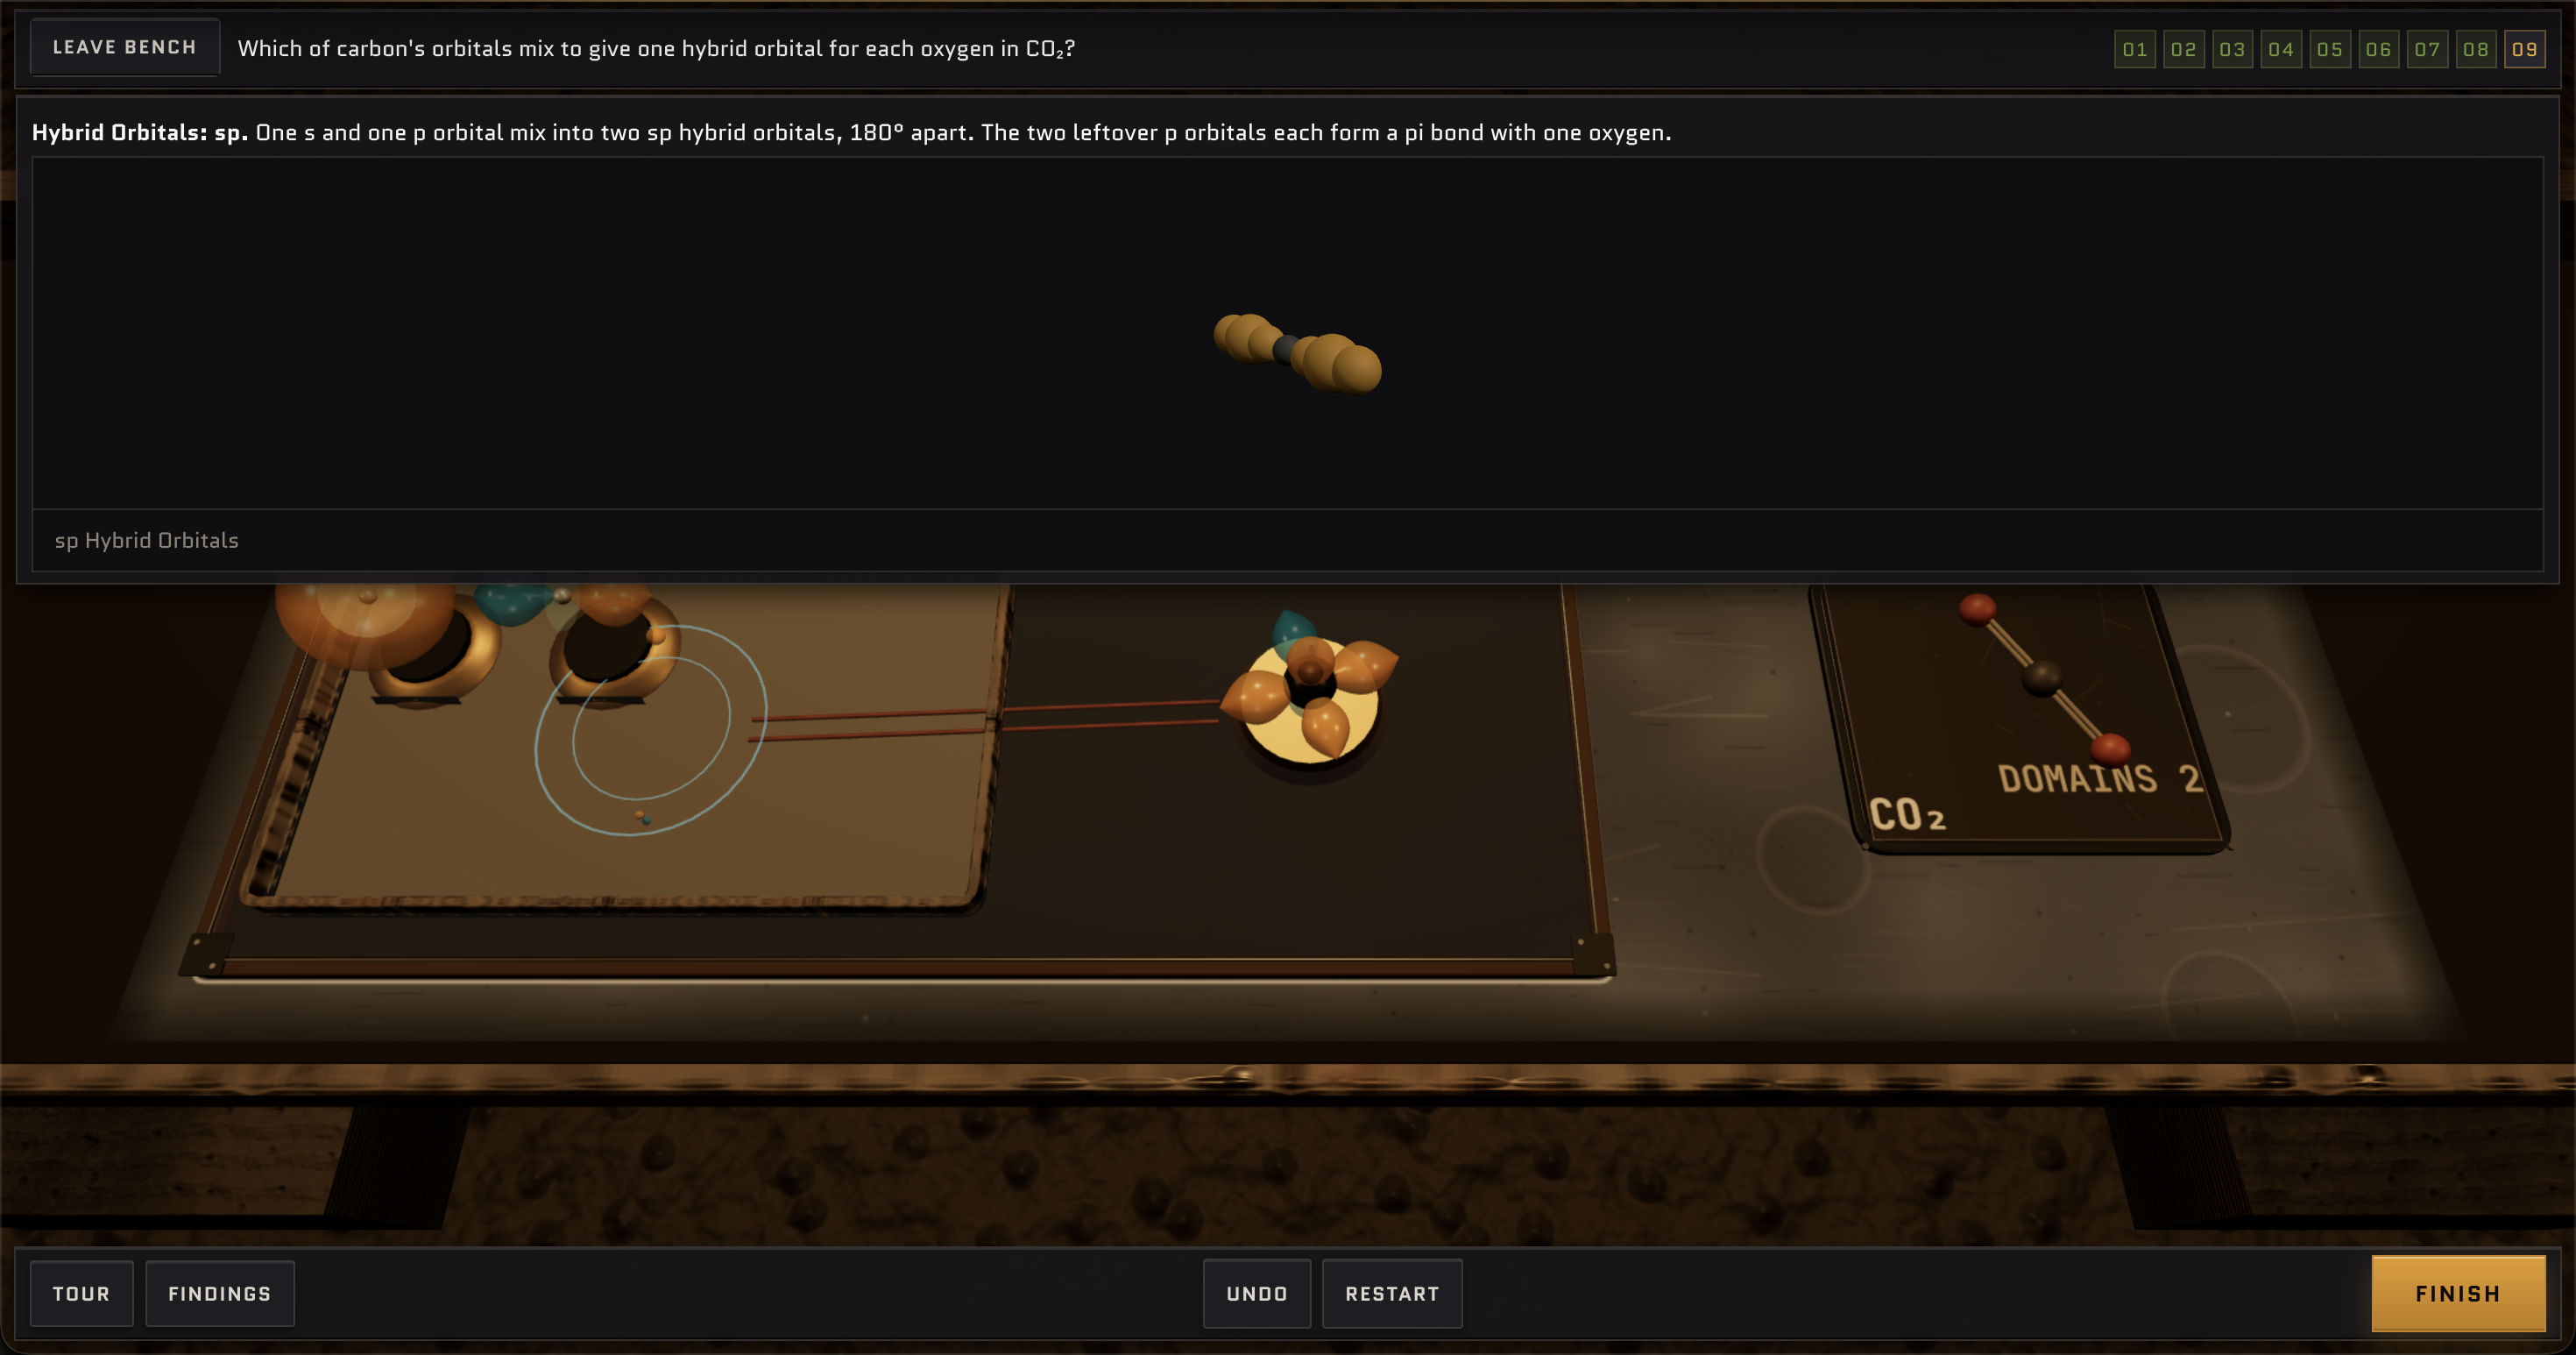 LEAVE BENCH
Which of carbon's orbitals mix to give one hybrid orbital for each oxygen in CO₂?
01 02 03 04 05 06 07 08 09
Hybrid Orbitals: sp. One s and one p orbital mix into two sp hybrid orbitals, 180° apart. The two leftover p orbitals each form a pi bond with one oxygen.
sp Hybrid Orbitals
DOMAINS 2
CO₂
TOUR
FINDINGS
UNDO
RESTART
FINISH